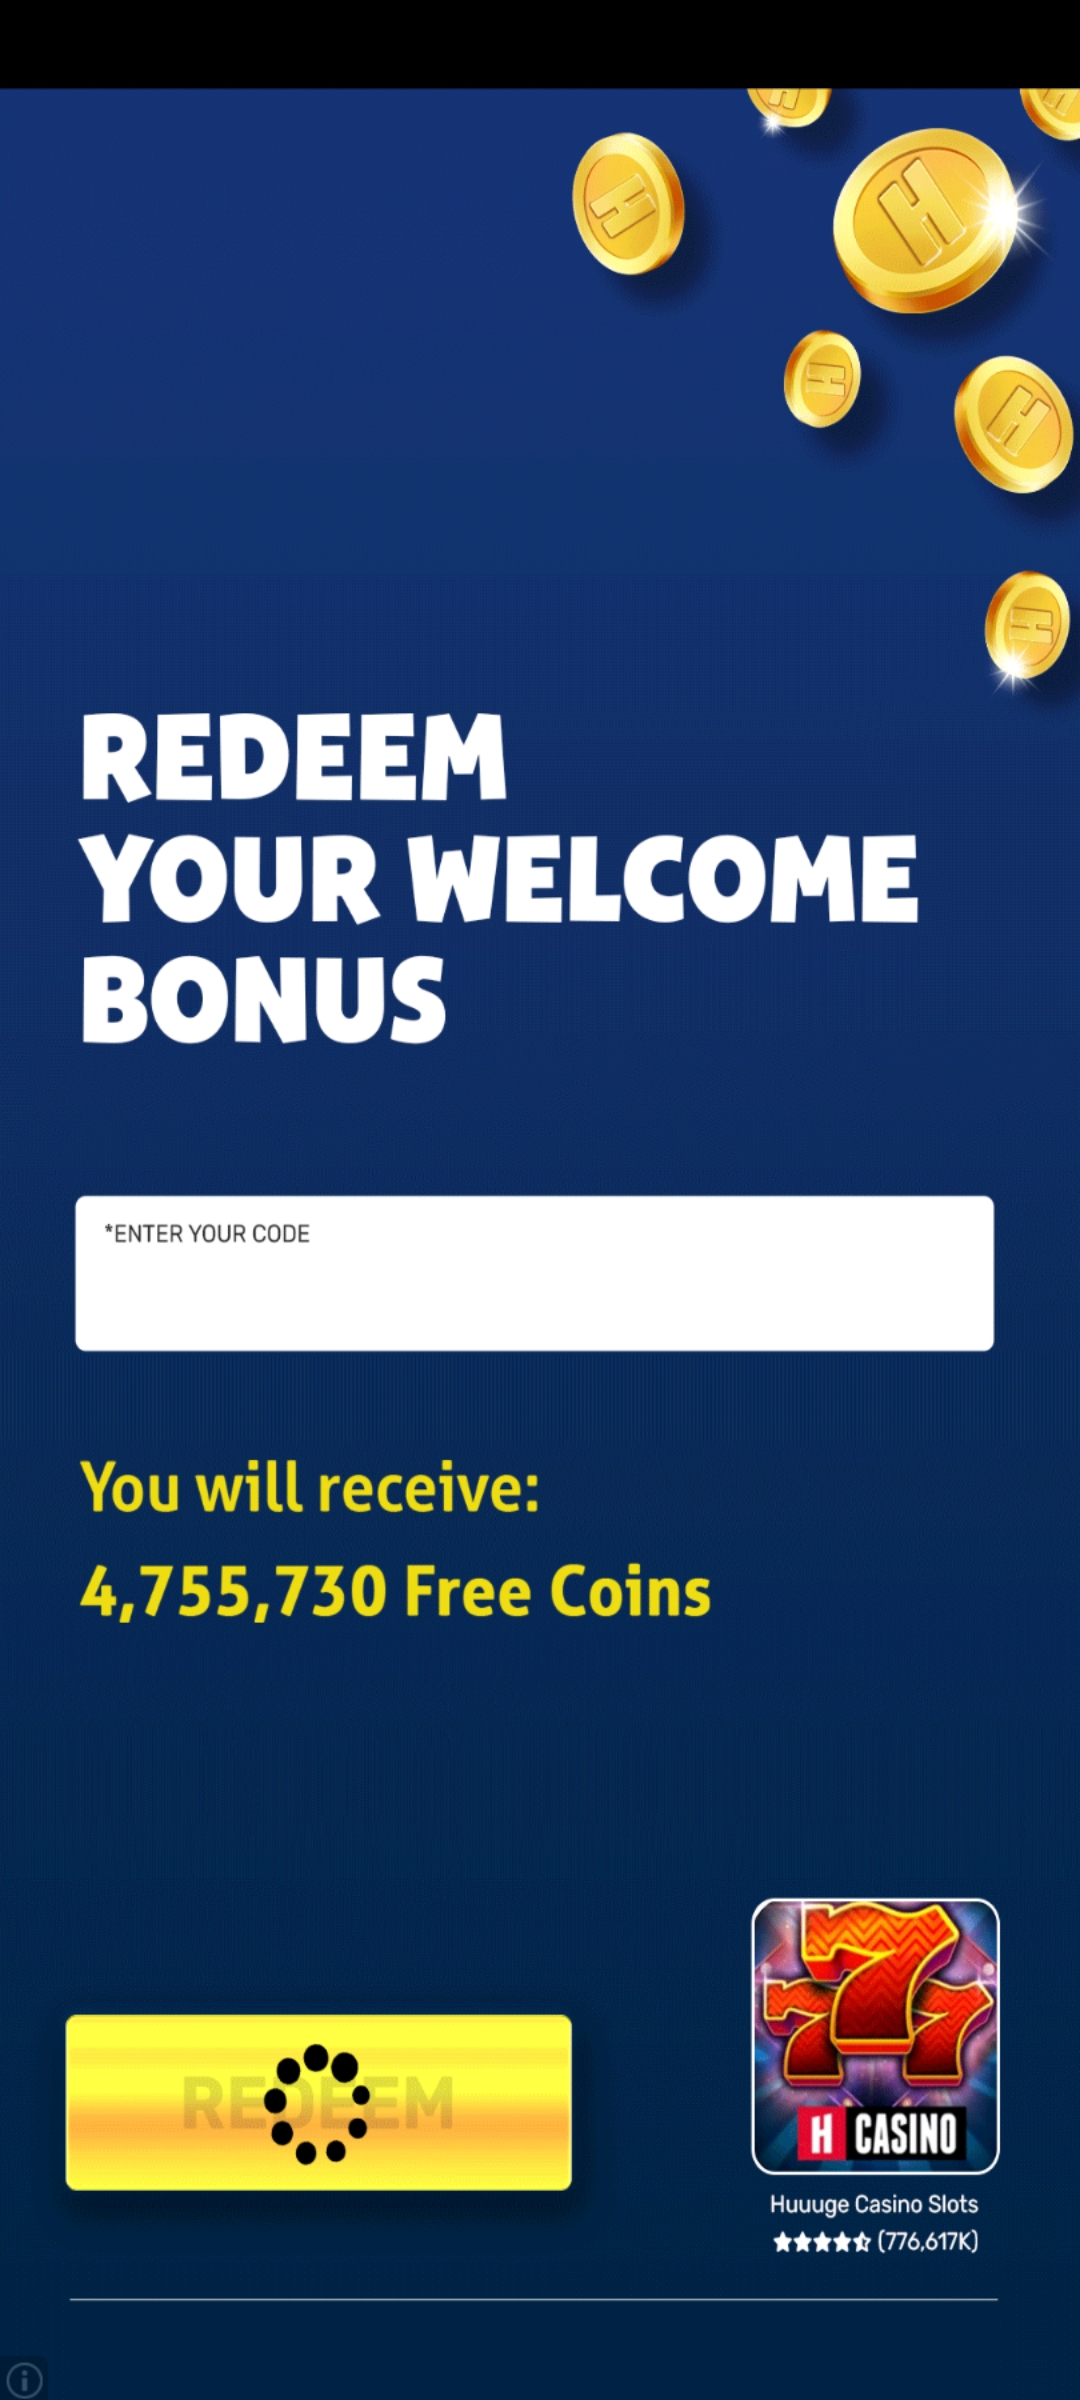 REDEEM
YOUR WELCOME
BONUS
*ENTER YOUR CODE
You will receive:
4,755,730 Free Coins
REDEEM
777
H CASINO
Huuuge Casino Slots
(776,617K)